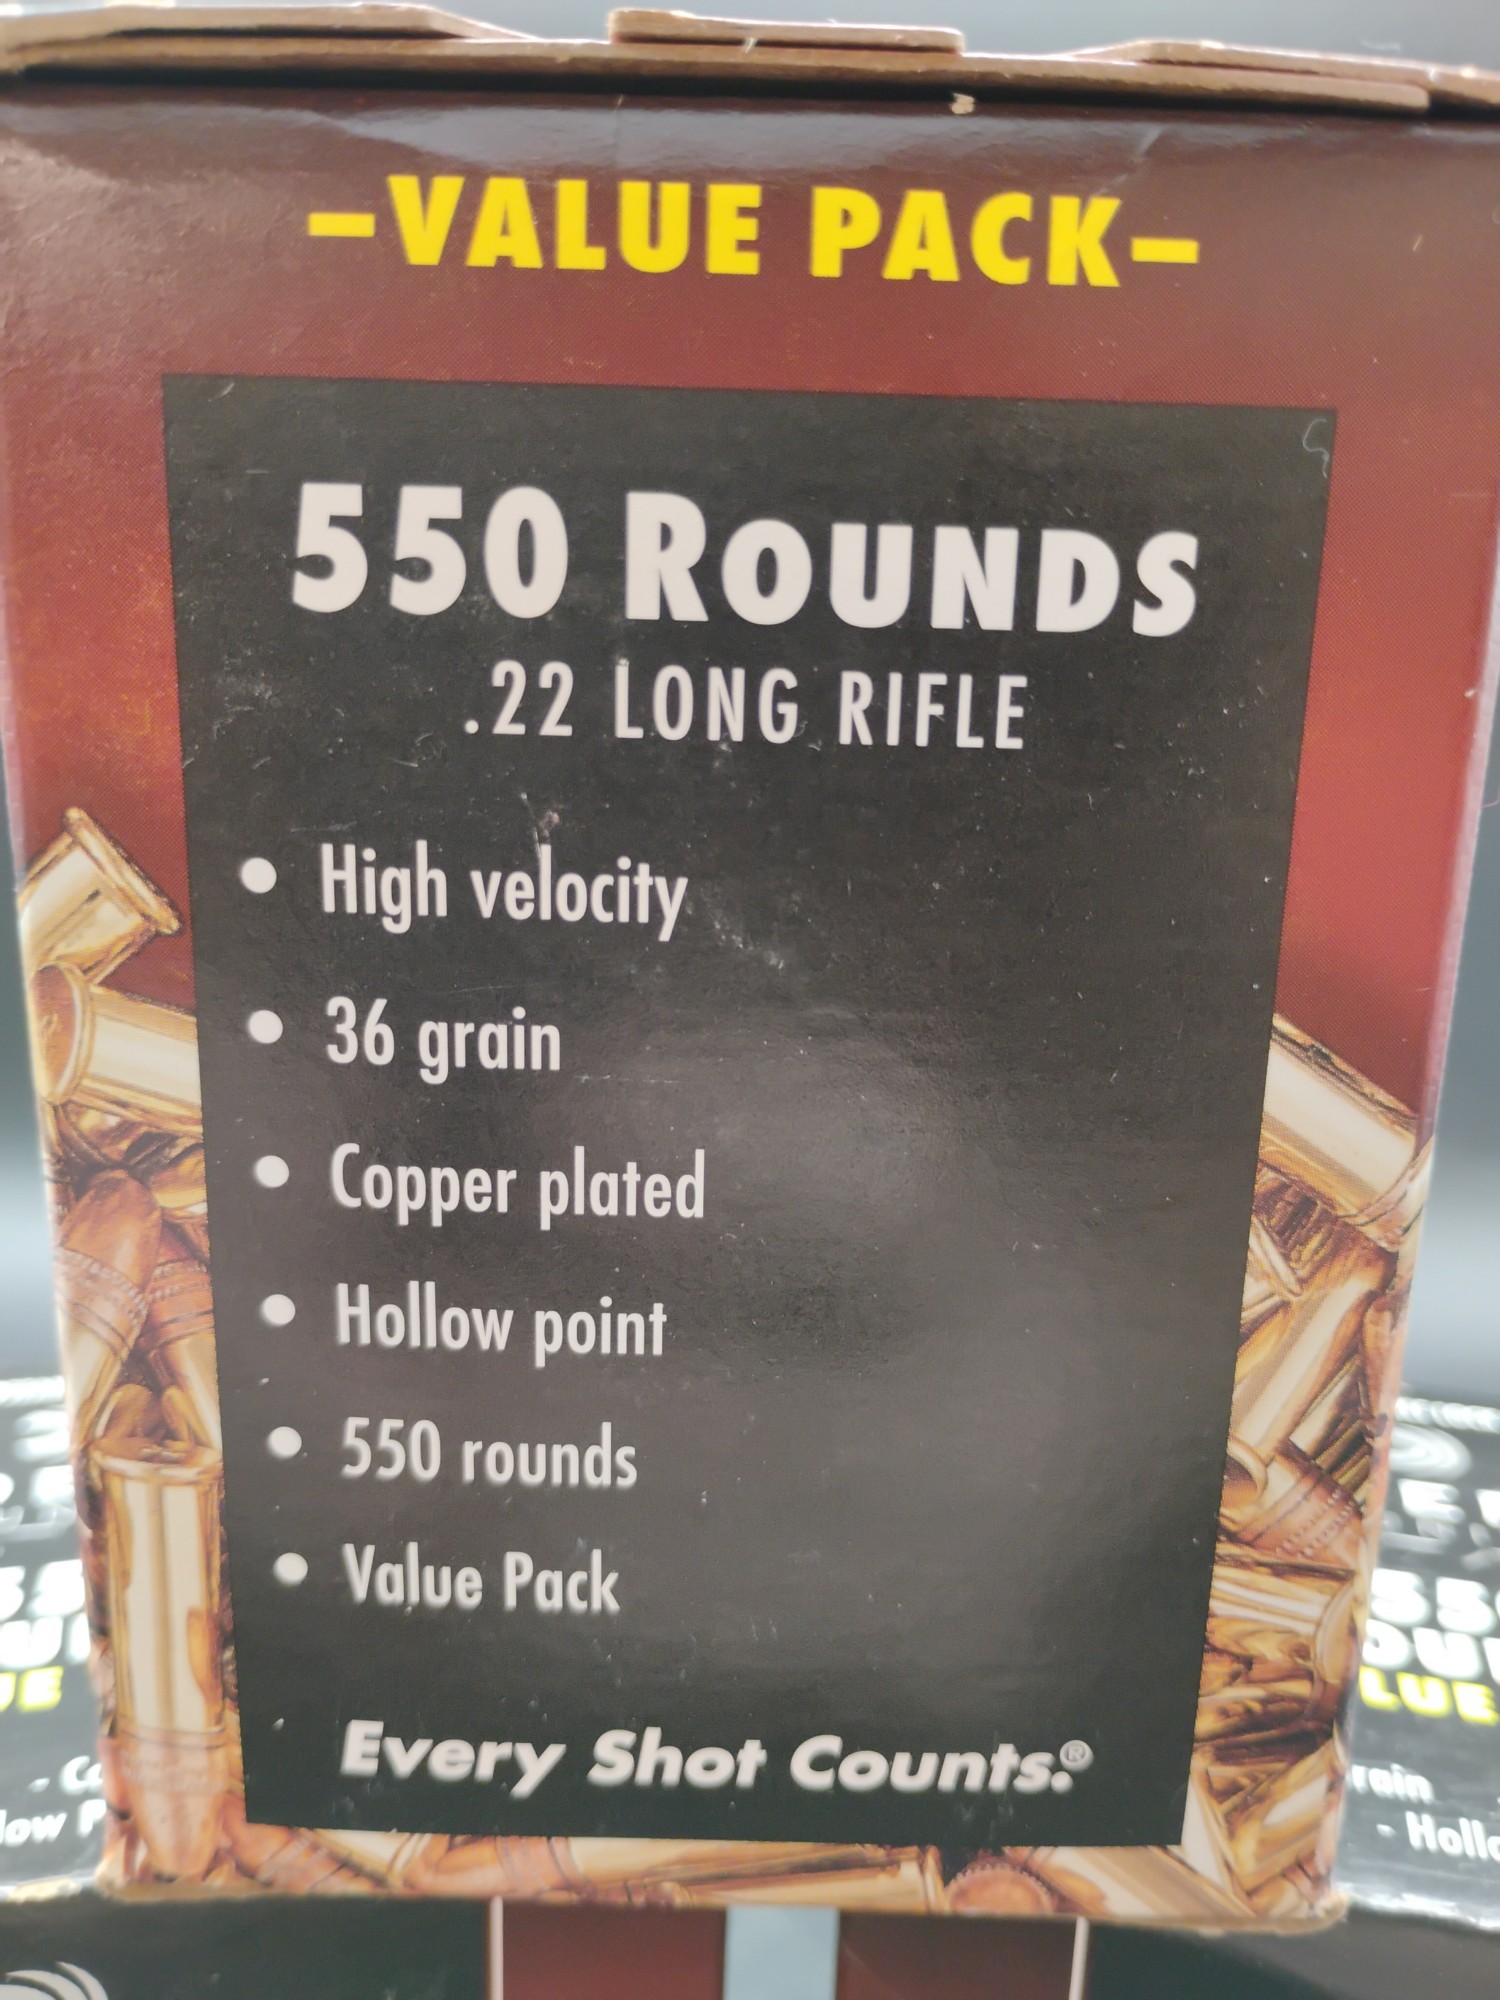 –VALUE PACK–
550 ROUNDS
.22 LONG RIFLE
• High velocity
• 36 grain
• Copper plated
• Hollow point
• 550 rounds
• Value Pack
Every Shot Counts.®